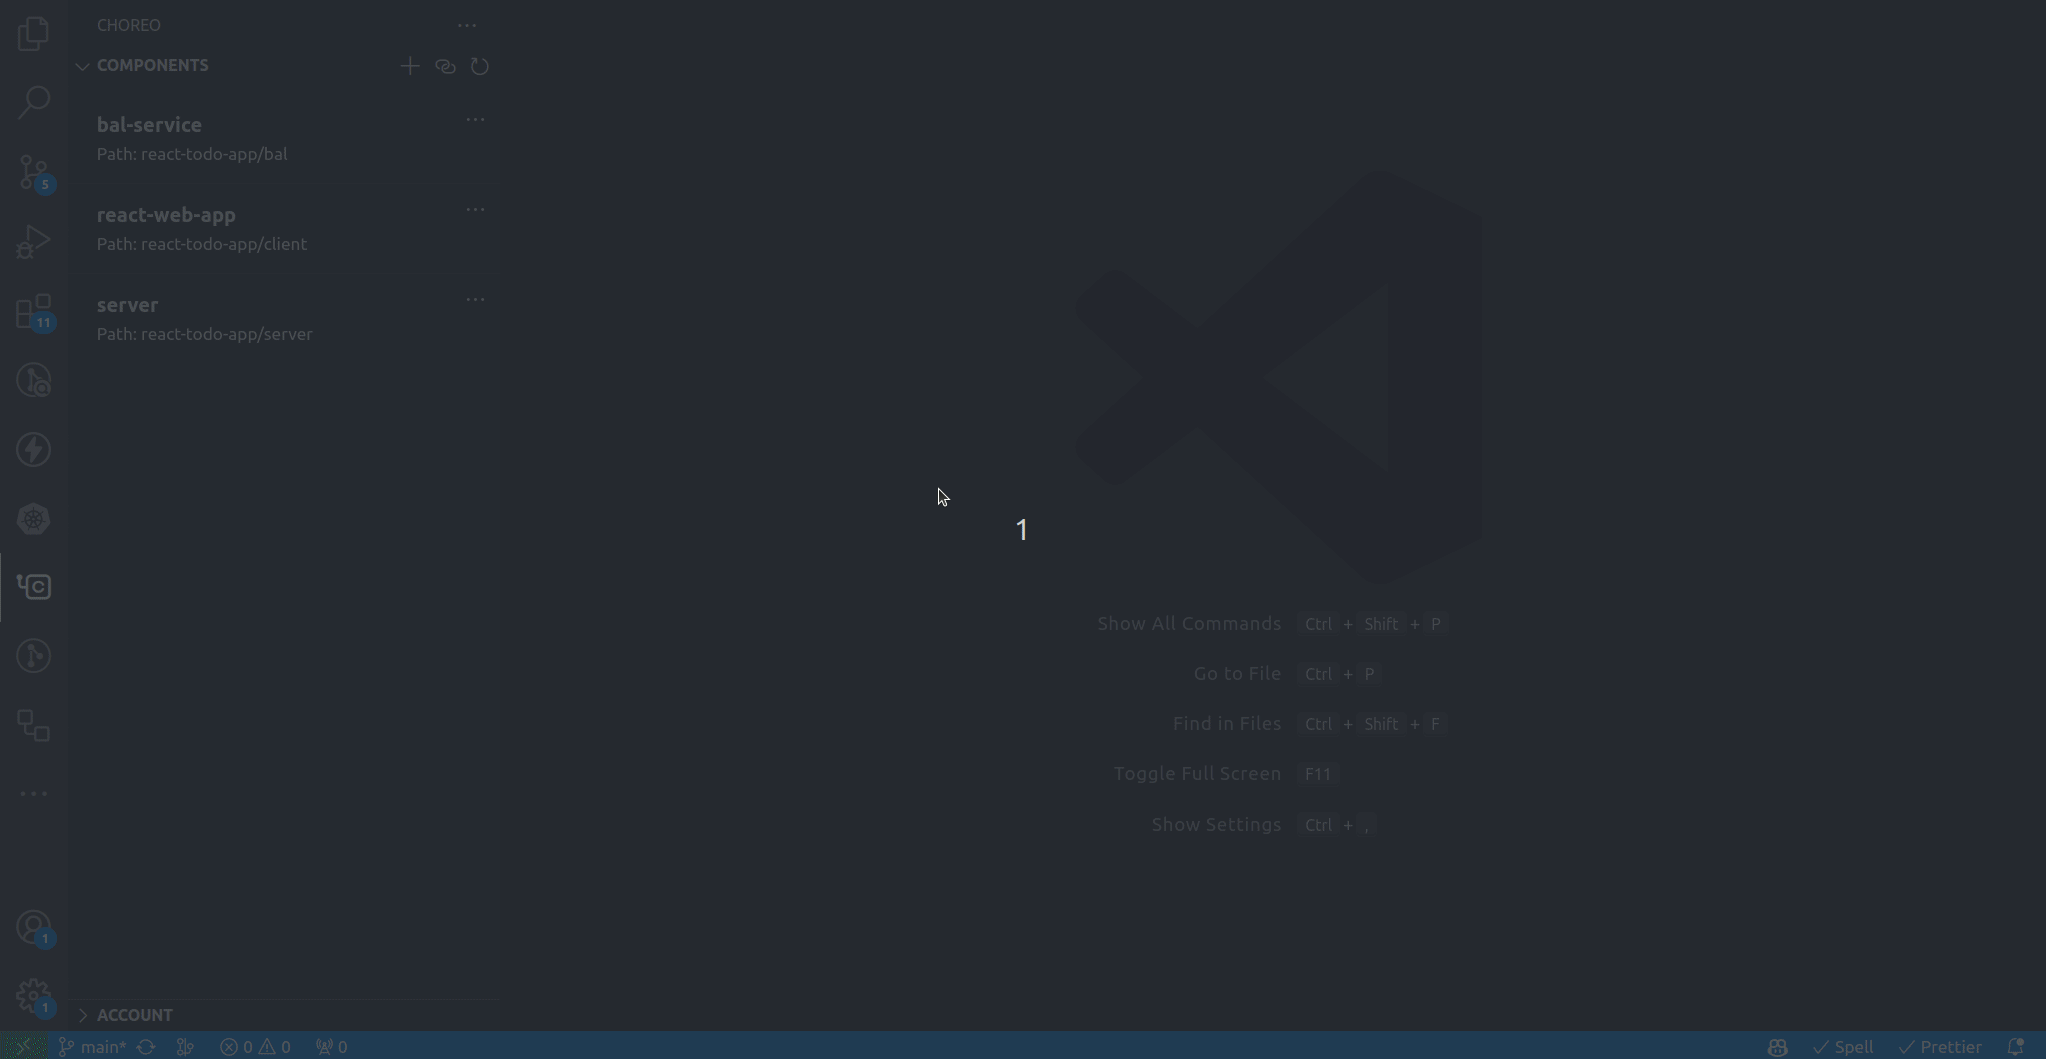 CHOREO
COMPONENTS
bal-service
Path: react-todo-app/bal
react-web-app
Path: react-todo-app/client
server
Path: react-todo-app/server
5
11
1
1
ACCOUNT
1
Show All Commands Ctrl + Shift + P
Go to File Ctrl + P
Find in Files Ctrl + Shift + F
Toggle Full Screen F11
Show Settings Ctrl + ,
main* 0 0 0 Spell Prettier